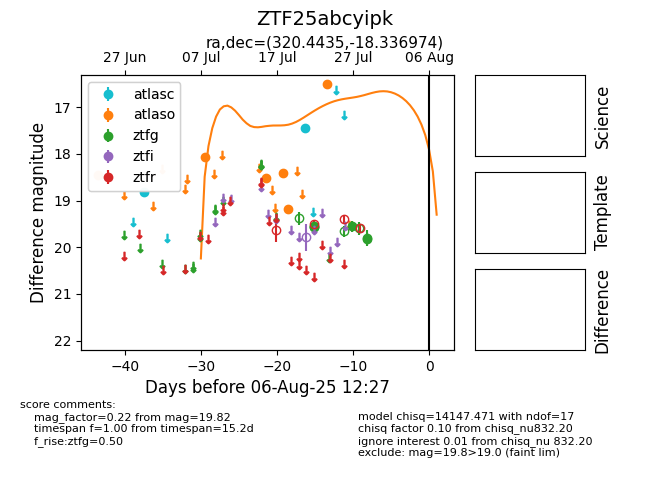 ZTF25abcyipk
ra,dec=(320.4435,-18.336974)
27 Jun 07 Jul 17 Jul 27 Jul 06 Aug
atlasc
atlaso
ztfg
ztfi
ztfr
17
18
19
20
21
22
Difference magnitude
−40 −30 −20 −10 0
Days before 06-Aug-25 12:27
Science
Template
Difference
score comments:
mag_factor=0.22 from mag=19.82
timespan f=1.00 from timespan=15.2d
f_rise:ztfg=0.50
model chisq=14147.471 with ndof=17
chisq factor 0.10 from chisq_nu832.20
ignore interest 0.01 from chisq_nu 832.20
exclude: mag=19.8>19.0 (faint lim)